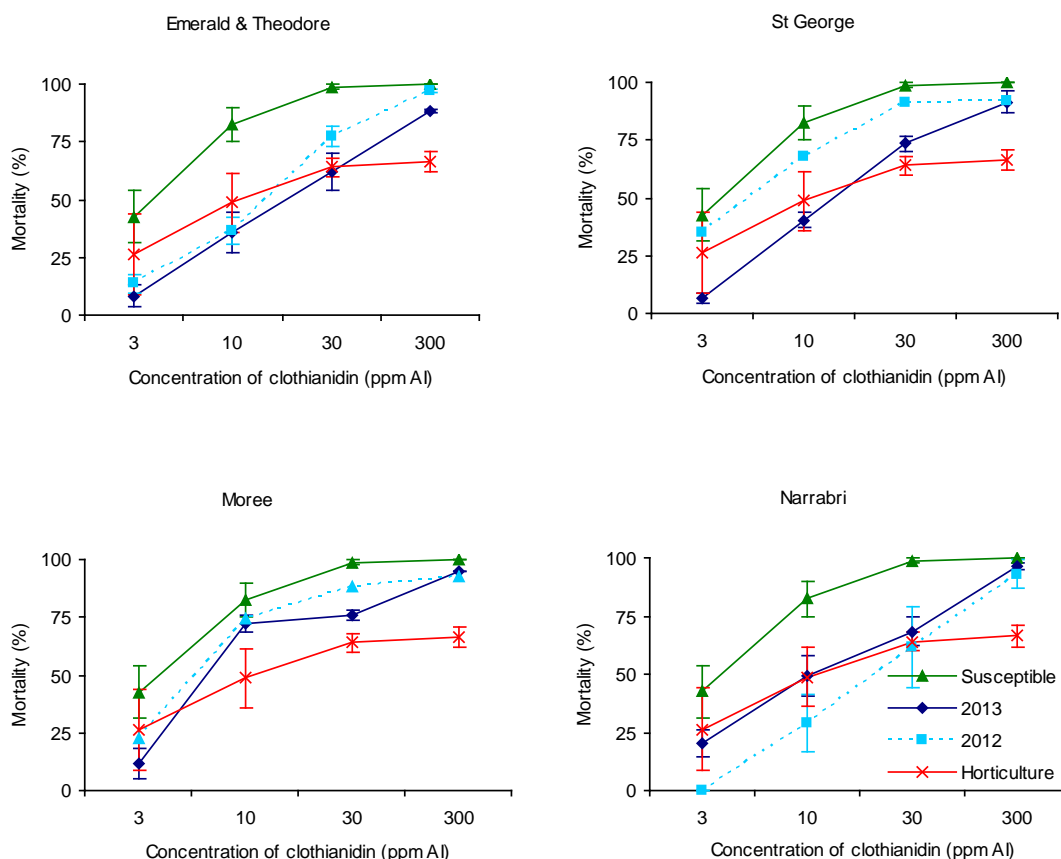 Emerald & Theodore
Mortality (%)
100
75
50
25
0
3 10 30 300
Concentration of clothianidin (ppm AI)
St George
Mortality (%)
100
75
50
25
0
3 10 30 300
Concentration of clothianidin (ppm AI)
Moree
Mortality (%)
100
75
50
25
0
3 10 30 300
Concentration of clothianidin (ppm AI)
Narrabri
Mortality (%)
100
75
50
25
0
3 10 30 300
Concentration of clothianidin (ppm AI)
Susceptible
2013
2012
Horticulture